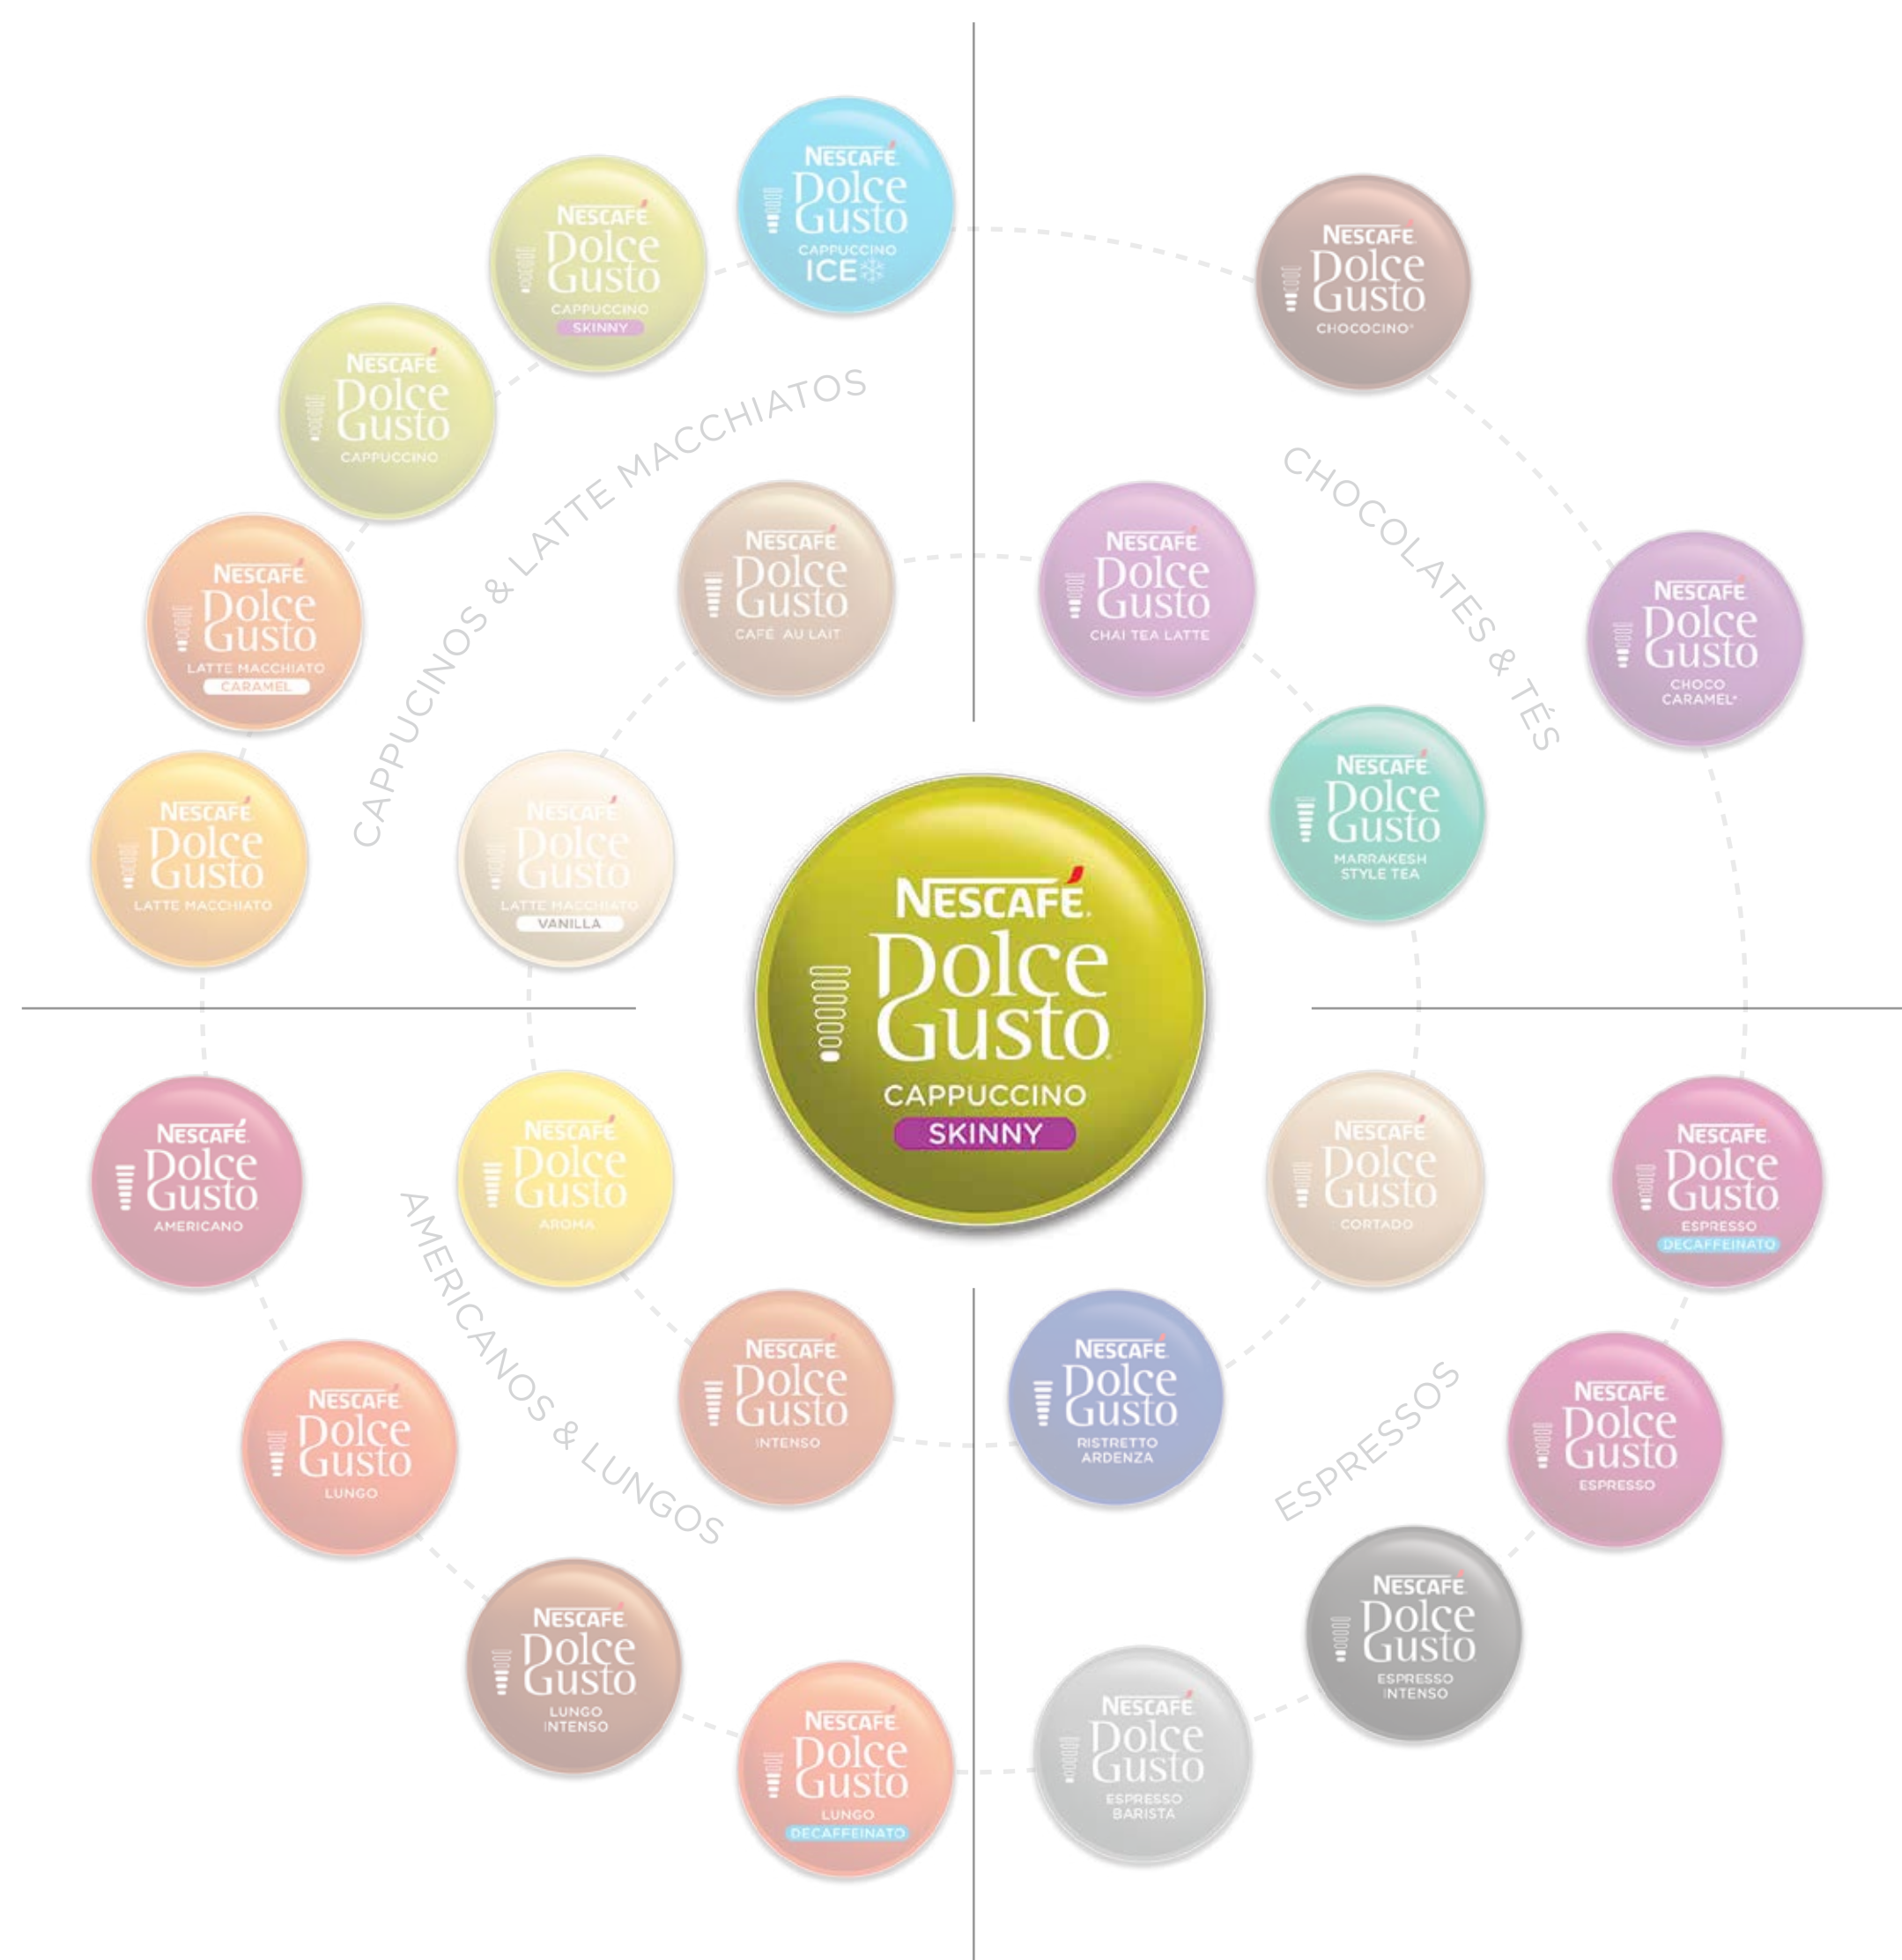 NESCAFÉ.
Dolce
Gusto
CAPPUCCINO
ICE
NESCAFÉ.
Dolce
Gusto
CAPPUCCINO
SKINNY
NESCAFÉ.
Dolce
Gusto
CAPPUCCINO
NESCAFÉ.
Dolce
Gusto
LATTE MACCHIATO
CARAMEL
NESCAFÉ.
Dolce
Gusto
LATTE MACCHIATO
CAPPUCINOS & LATTE MACCHIATOS
NESCAFÉ.
Dolce
Gusto
CAFÉ AU LAIT
NESCAFÉ.
Dolce
Gusto
LATTE MACCHIATO
VANILLA
NESCAFÉ.
Dolce
Gusto
CHOCOCINO*
CHOCOLATES & TÉS
NESCAFÉ.
Dolce
Gusto
CHAI TEA LATTE
NESCAFÉ.
Dolce
Gusto
CHOCO
CARAMEL*
NESCAFÉ.
Dolce
Gusto
MARRAKESH
STYLE TEA
NESCAFÉ.
Dolce
Gusto
CAPPUCCINO
SKINNY
NESCAFÉ.
Dolce
Gusto
AMERICANO
NESCAFÉ.
Dolce
Gusto
AROMA
AMERICANOS & LUNGOS
NESCAFÉ.
Dolce
Gusto
INTENSO
NESCAFÉ.
Dolce
Gusto
LUNGO
NESCAFÉ.
Dolce
Gusto
LUNGO
INTENSO
NESCAFÉ.
Dolce
Gusto
LUNGO
DECAFFEINATO
NESCAFÉ.
Dolce
Gusto
CORTADO
NESCAFÉ.
Dolce
Gusto
ESPRESSO
DECAFFEINATO
NESCAFÉ.
Dolce
Gusto
RISTRETTO
ARDENZA
ESPRESSOS
NESCAFÉ.
Dolce
Gusto
ESPRESSO
NESCAFÉ.
Dolce
Gusto
ESPRESSO
INTENSO
NESCAFÉ.
Dolce
Gusto
ESPRESSO
BARISTA